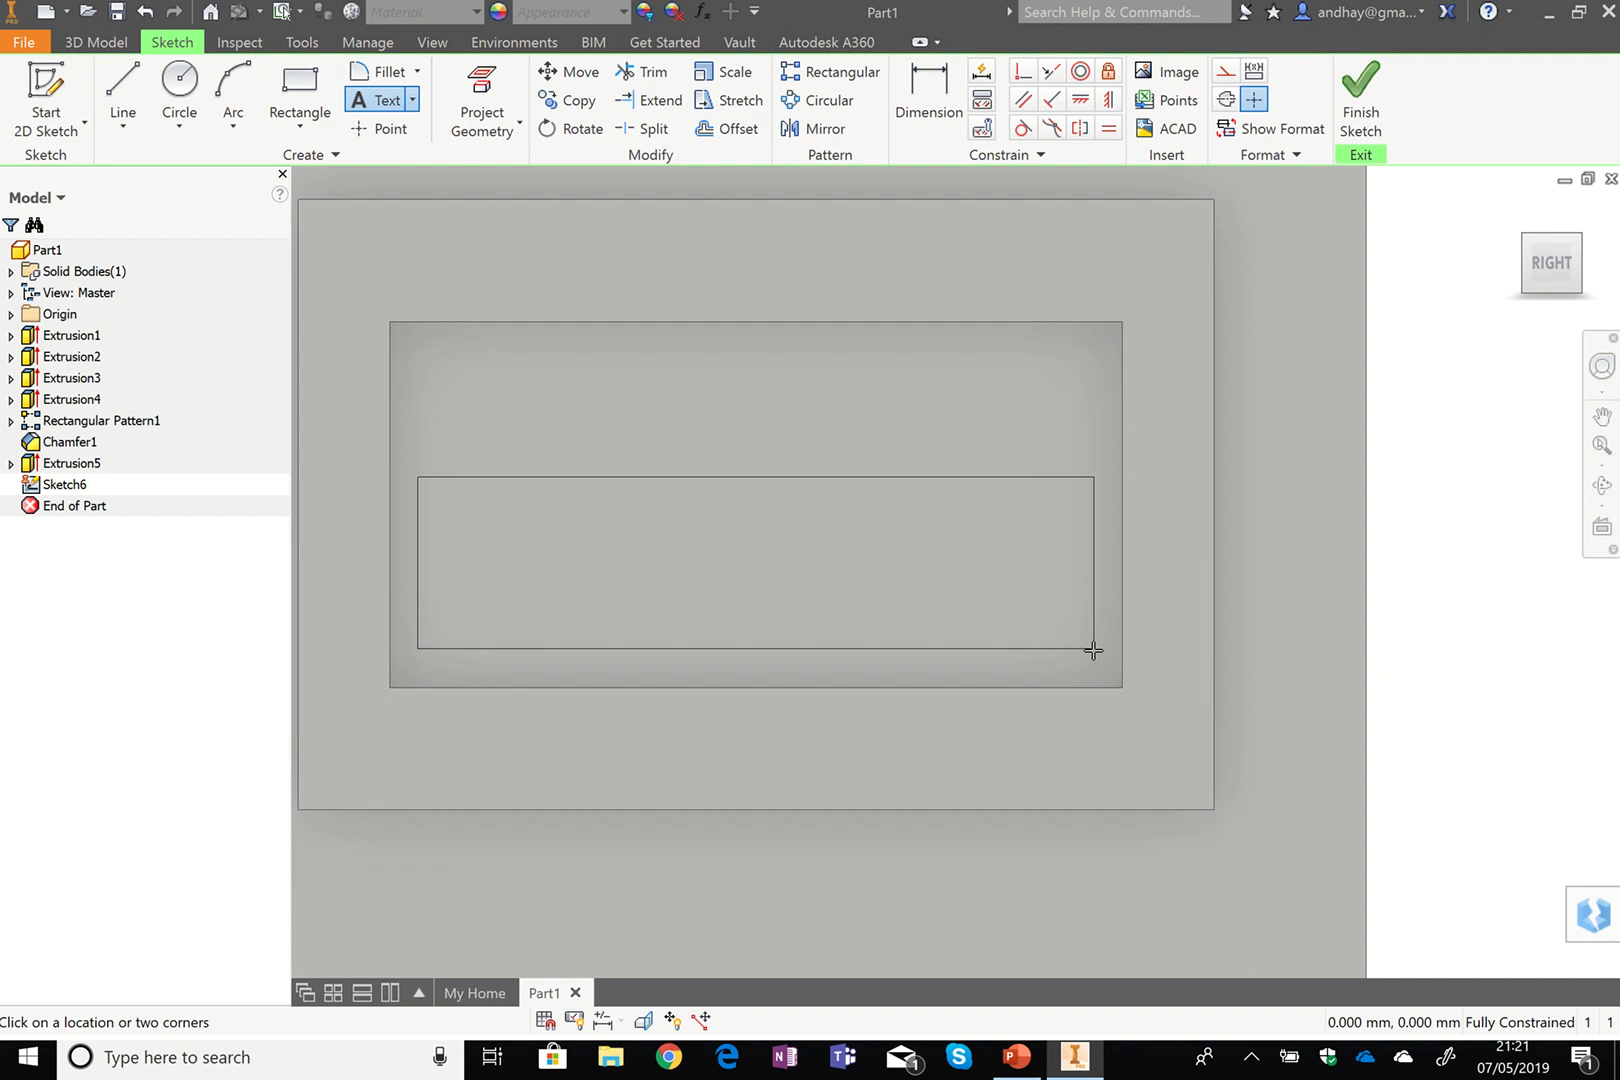 PRO Material Appearance fx Part1 Search Help & Commands... andhay@gma...
File 3D Model Sketch Inspect Tools Manage View Environments BIM Get Started Vault Autodesk A360
Start
2D Sketch
Line
Circle
Arc
Rectangle
Fillet
A Text
Point
Project
Geometry
Move Trim Scale
Copy Extend Stretch
Rotate Split Offset
Rectangular
Circular
Mirror
Dimension
Image
Points
ACAD
Show Format
Finish
Sketch
Sketch Create Modify Pattern Constrain Insert Format Exit
Model
Part1
Solid Bodies(1)
View: Master
Origin
Extrusion1
Extrusion2
Extrusion3
Extrusion4
Rectangular Pattern1
Chamfer1
Extrusion5
Sketch6
End of Part
RIGHT
My Home Part1
Click on a location or two corners 0.000 mm, 0.000 mm Fully Constrained 1 1
Type here to search
21:21
07/05/2019